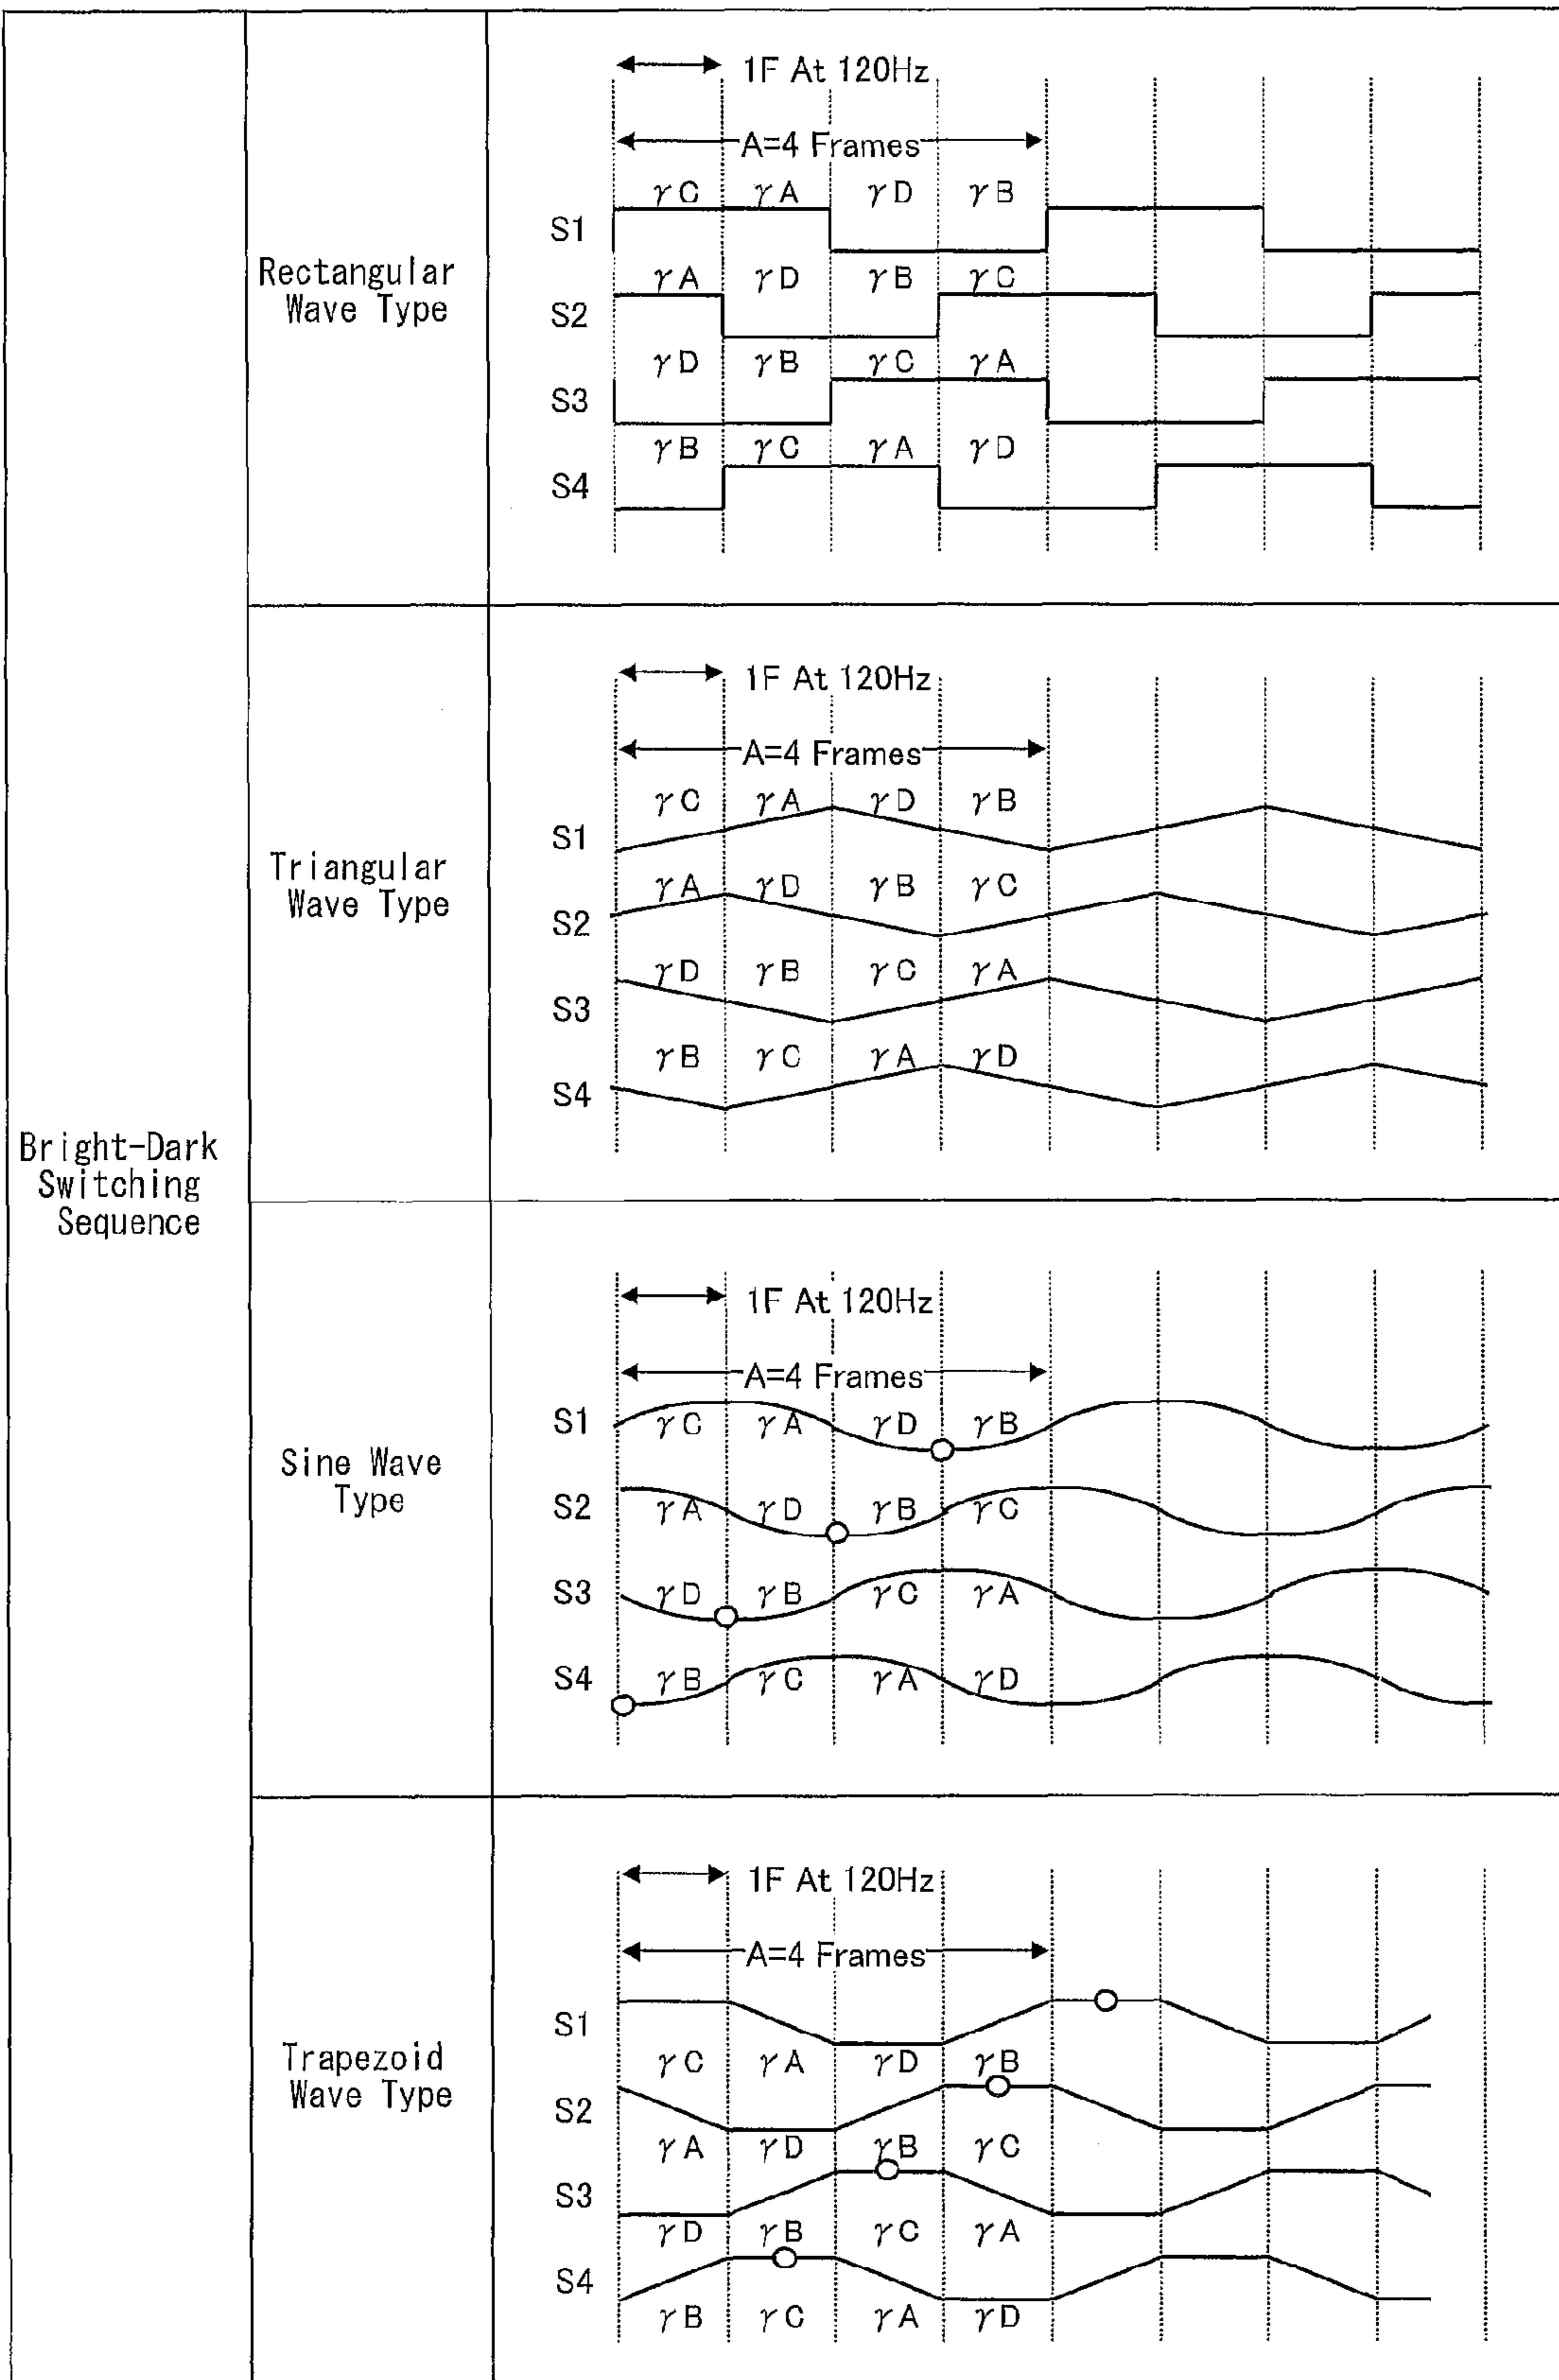 Bright-Dark
Switching
Sequence
Rectangular
Wave Type
1F At 120Hz
A=4 Frames
γC γA γD γB
S1
γA γD γB γC
S2
γD γB γC γA
S3
γB γC γA γD
S4
Triangular
Wave Type
1F At 120Hz
A=4 Frames
γC γA γD γB
S1
γA γD γB γC
S2
γD γB γC γA
S3
γB γC γA γD
S4
Sine Wave
Type
1F At 120Hz
A=4 Frames
S1 γC γA γD γB
S2 γA γD γB γC
S3 γD γB γC γA
S4 γB γC γA γD
Trapezoid
Wave Type
1F At 120Hz
A=4 Frames
S1
γC γA γD γB
S2
γA γD γB γC
S3
γD γB γC γA
S4
γB γC γA γD